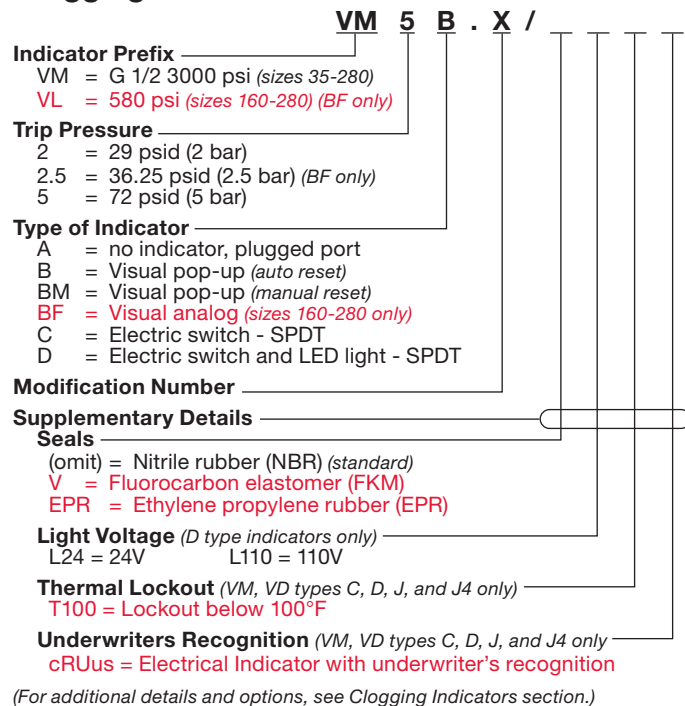 VM 5 B . X /
Indicator Prefix
VM = G 1/2 3000 psi (sizes 35-280)
VL = 580 psi (sizes 160-280) (BF only)
Trip Pressure
2 = 29 psid (2 bar)
2.5 = 36.25 psid (2.5 bar) (BF only)
5 = 72 psid (5 bar)
Type of Indicator
A = no indicator, plugged port
B = Visual pop-up (auto reset)
BM = Visual pop-up (manual reset)
BF = Visual analog (sizes 160-280 only)
C = Electric switch - SPDT
D = Electric switch and LED light - SPDT
Modification Number
Supplementary Details
Seals
(omit) = Nitrile rubber (NBR) (standard)
V = Fluorocarbon elastomer (FKM)
EPR = Ethylene propylene rubber (EPR)
Light Voltage (D type indicators only)
L24 = 24V L110 = 110V
Thermal Lockout (VM, VD types C, D, J, and J4 only)
T100 = Lockout below 100°F
Underwriters Recognition (VM, VD types C, D, J, and J4 only
cRUus = Electrical Indicator with underwriter's recognition
(For additional details and options, see Clogging Indicators section.)